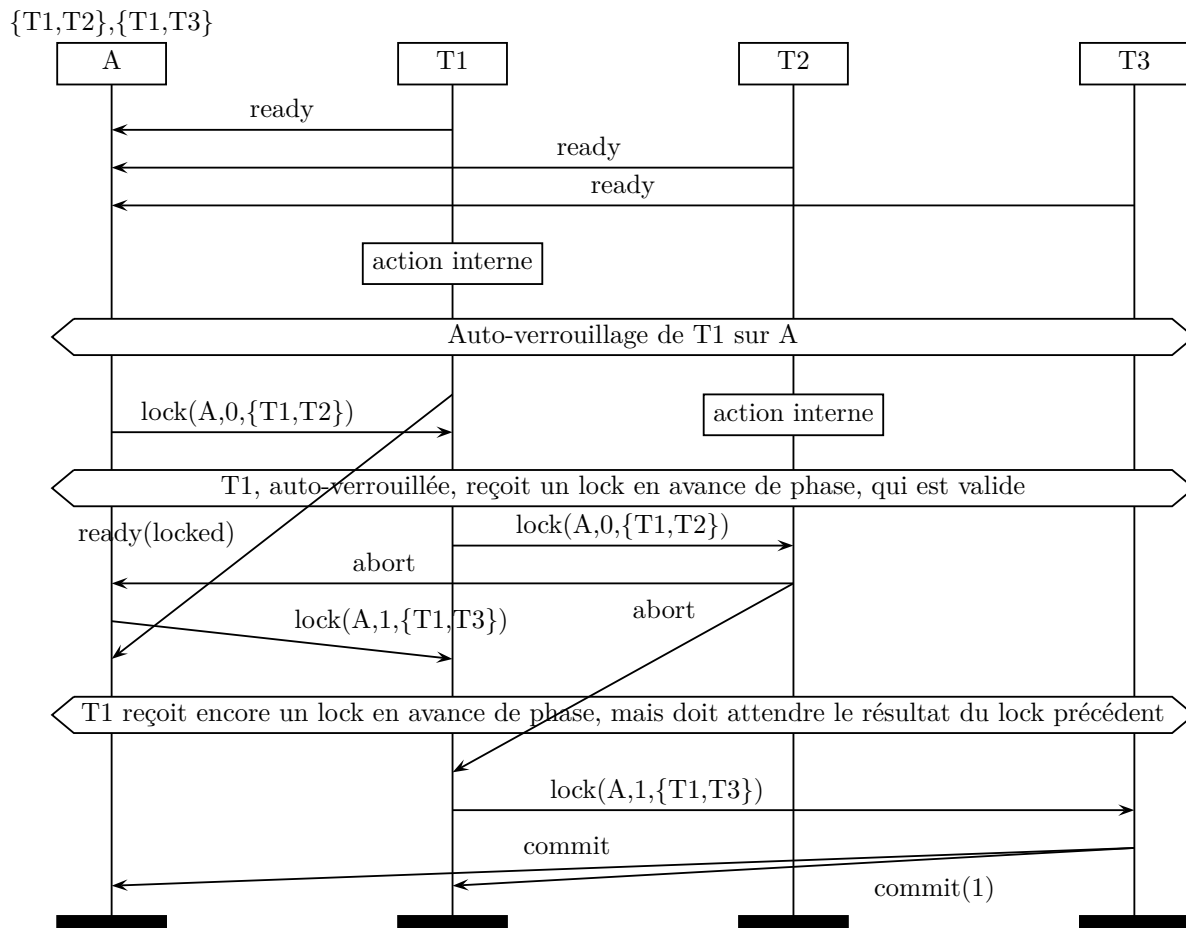 {T1,T2},{T1,T3}
A
T1
T2
T3
ready
ready
ready
action interne
Auto-verrouillage de T1 sur A
lock(A,0,{T1,T2})
action interne
T1, auto-verrouillée, reçoit un lock en avance de phase, qui est valide
lock(A,0,{T1,T2})
ready(locked)
abort
abort
lock(A,1,{T1,T3})
T1 reçoit encore un lock en avance de phase, mais doit attendre le résultat du lock précédent
lock(A,1,{T1,T3})
commit
commit(1)